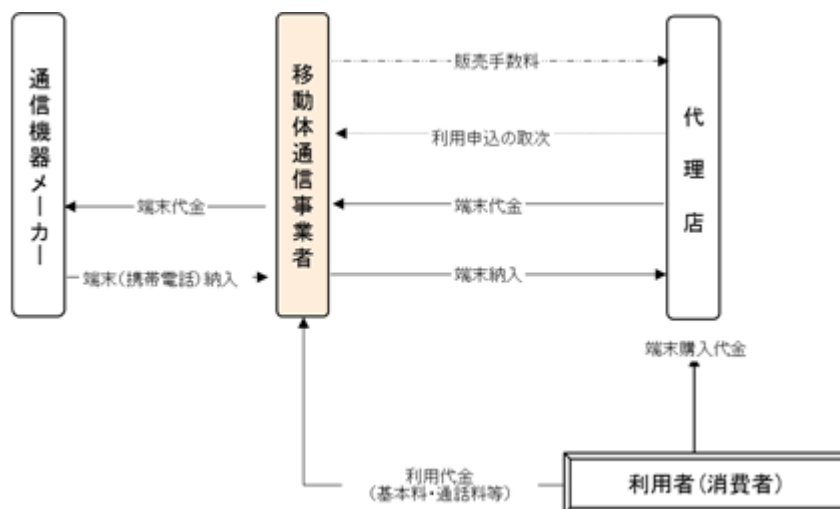 通信機器メーカー
移動体通信事業者
代理店
販売手数料
利用申込の取次
端末代金
端末代金
端末(携帯電話)納入
端末納入
端末購入代金
利用代金
(基本料・通話料等)
利用者(消費者)